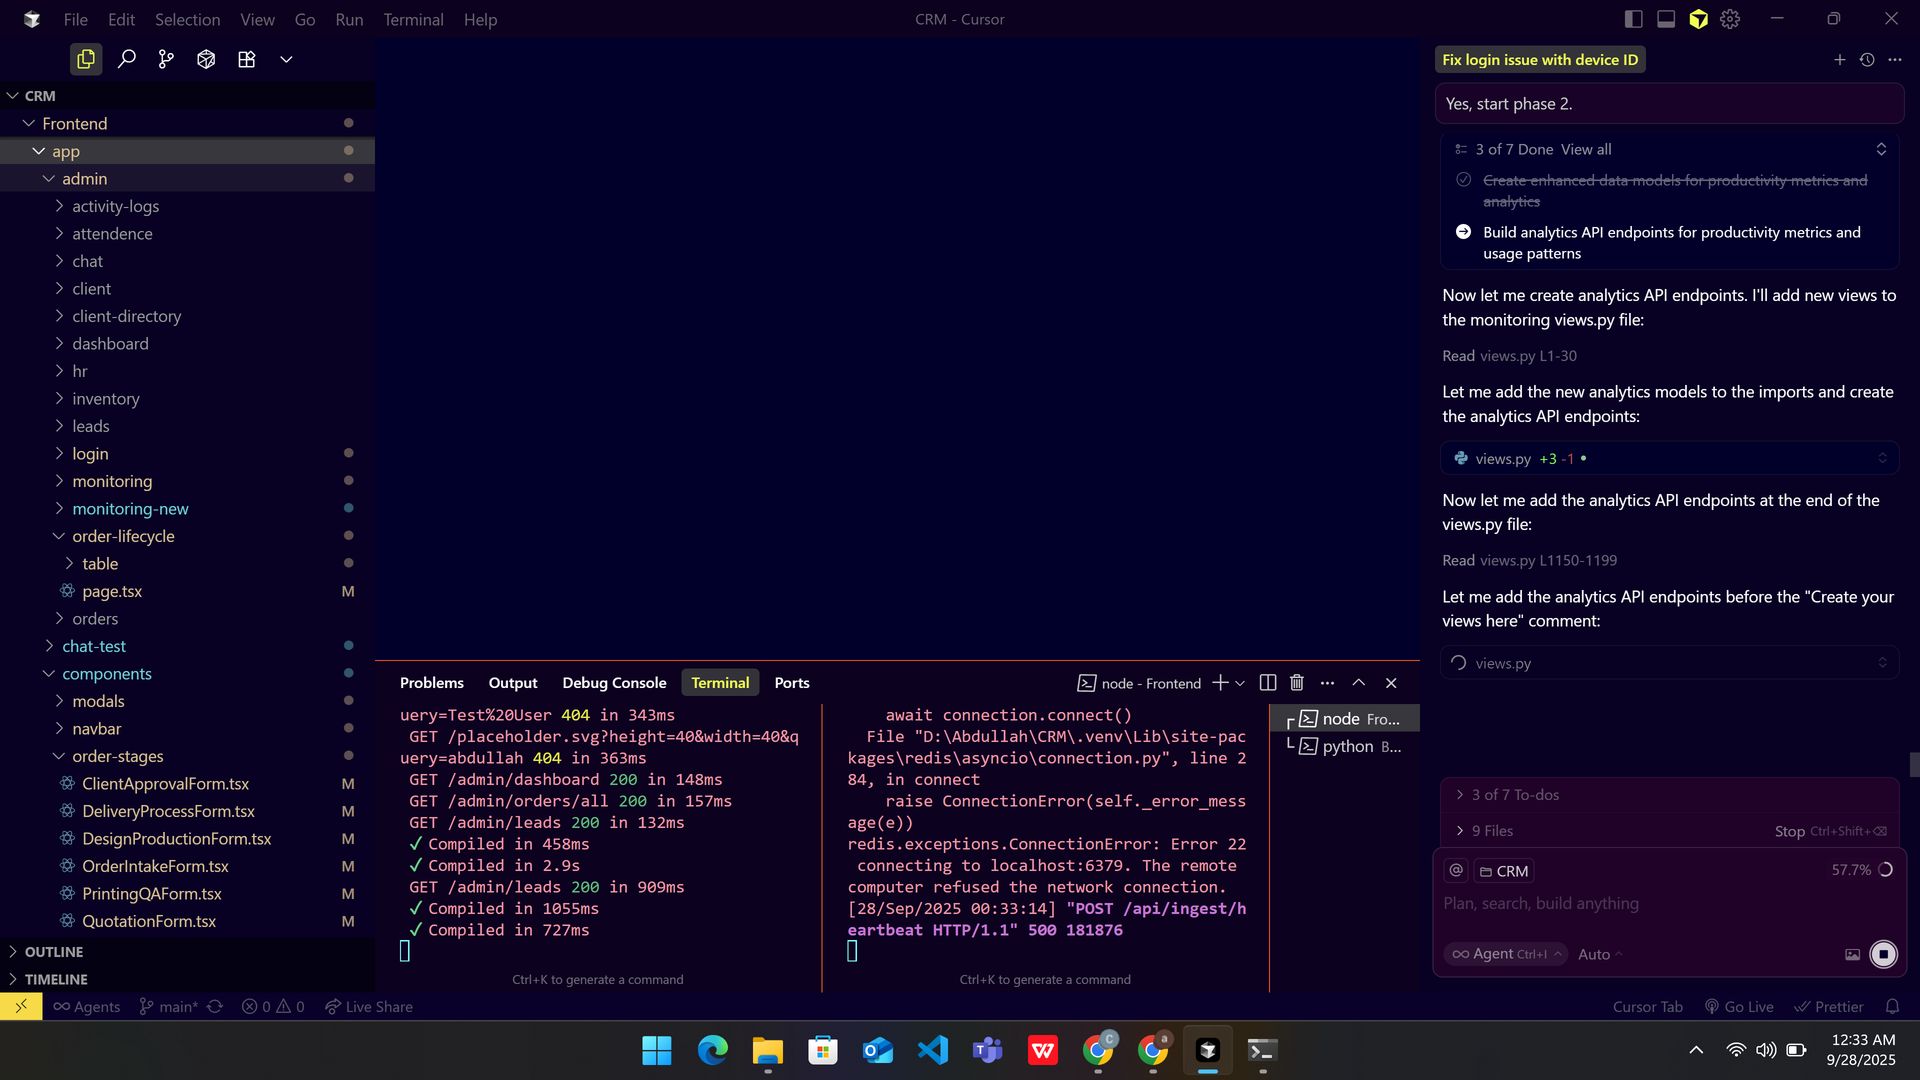 File Edit Selection View Go Run Terminal Help
CRM - Cursor
CRM
Frontend
app
admin
activity-logs
attendence
chat
client
client-directory
dashboard
hr
inventory
leads
login
monitoring
monitoring-new
order-lifecycle
table
page.tsx M
orders
chat-test
components
modals
navbar
order-stages
ClientApprovalForm.tsx M
DeliveryProcessForm.tsx M
DesignProductionForm.tsx M
OrderIntakeForm.tsx M
PrintingQAForm.tsx M
QuotationForm.tsx M
OUTLINE
TIMELINE
Problems Output Debug Console Terminal Ports
node - Frontend
uery=Test%20User 404 in 343ms
GET /placeholder.svg?height=40&width=40&q
uery=abdullah 404 in 363ms
GET /admin/dashboard 200 in 148ms
GET /admin/orders/all 200 in 157ms
GET /admin/leads 200 in 132ms
✓ Compiled in 458ms
✓ Compiled in 2.9s
GET /admin/leads 200 in 909ms
✓ Compiled in 1055ms
✓ Compiled in 727ms
Ctrl+K to generate a command
await connection.connect()
File "D:\Abdullah\CRM\.venv\Lib\site-pac
kages\redis\asyncio\connection.py", line 2
84, in connect
raise ConnectionError(self._error_mess
age(e))
redis.exceptions.ConnectionError: Error 22
connecting to localhost:6379. The remote
computer refused the network connection.
[28/Sep/2025 00:33:14] "POST /api/ingest/h
eartbeat HTTP/1.1" 500 181876
Ctrl+K to generate a command
node Fro...
python B...
Fix login issue with device ID
Yes, start phase 2.
3 of 7 Done View all
Create enhanced data models for productivity metrics and
analytics
Build analytics API endpoints for productivity metrics and
usage patterns
Now let me create analytics API endpoints. I'll add new views to
the monitoring views.py file:
Read views.py L1-30
Let me add the new analytics models to the imports and create
the analytics API endpoints:
views.py +3 -1
Now let me add the analytics API endpoints at the end of the
views.py file:
Read views.py L1150-1199
Let me add the analytics API endpoints before the "Create your
views here" comment:
views.py
3 of 7 To-dos
9 Files Stop Ctrl+Shift+⌫
@ CRM 57.7%
Plan, search, build anything
Agent Ctrl+I Auto
Agents main* 0 0 Live Share
Cursor Tab Go Live Prettier
12:33 AM
9/28/2025